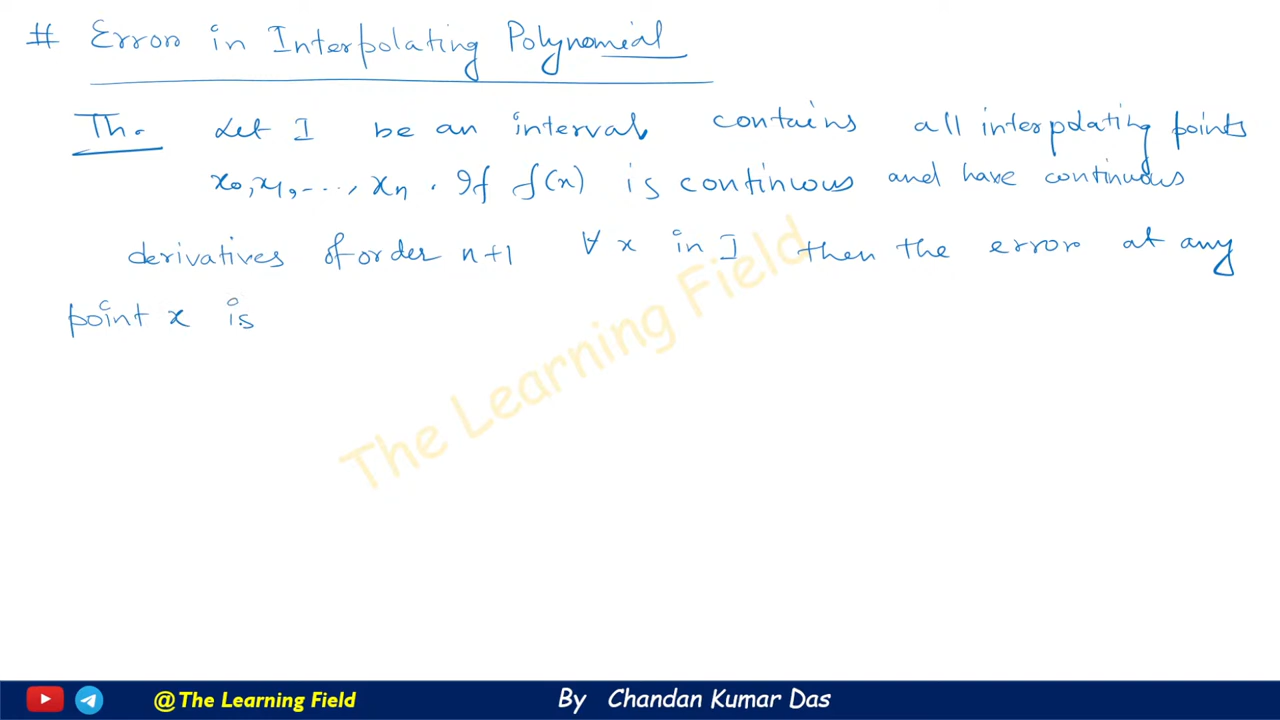 # Error in Interpolating Polynomial
Th. Let I be an interval contains all interpolating points
x₀, x₁, ..., xₙ. If f(x) is continuous and have continuous
derivatives of order n+1 ∀ x in I then the error at any
point x is
The Learning Field
@The Learning Field By Chandan Kumar Das